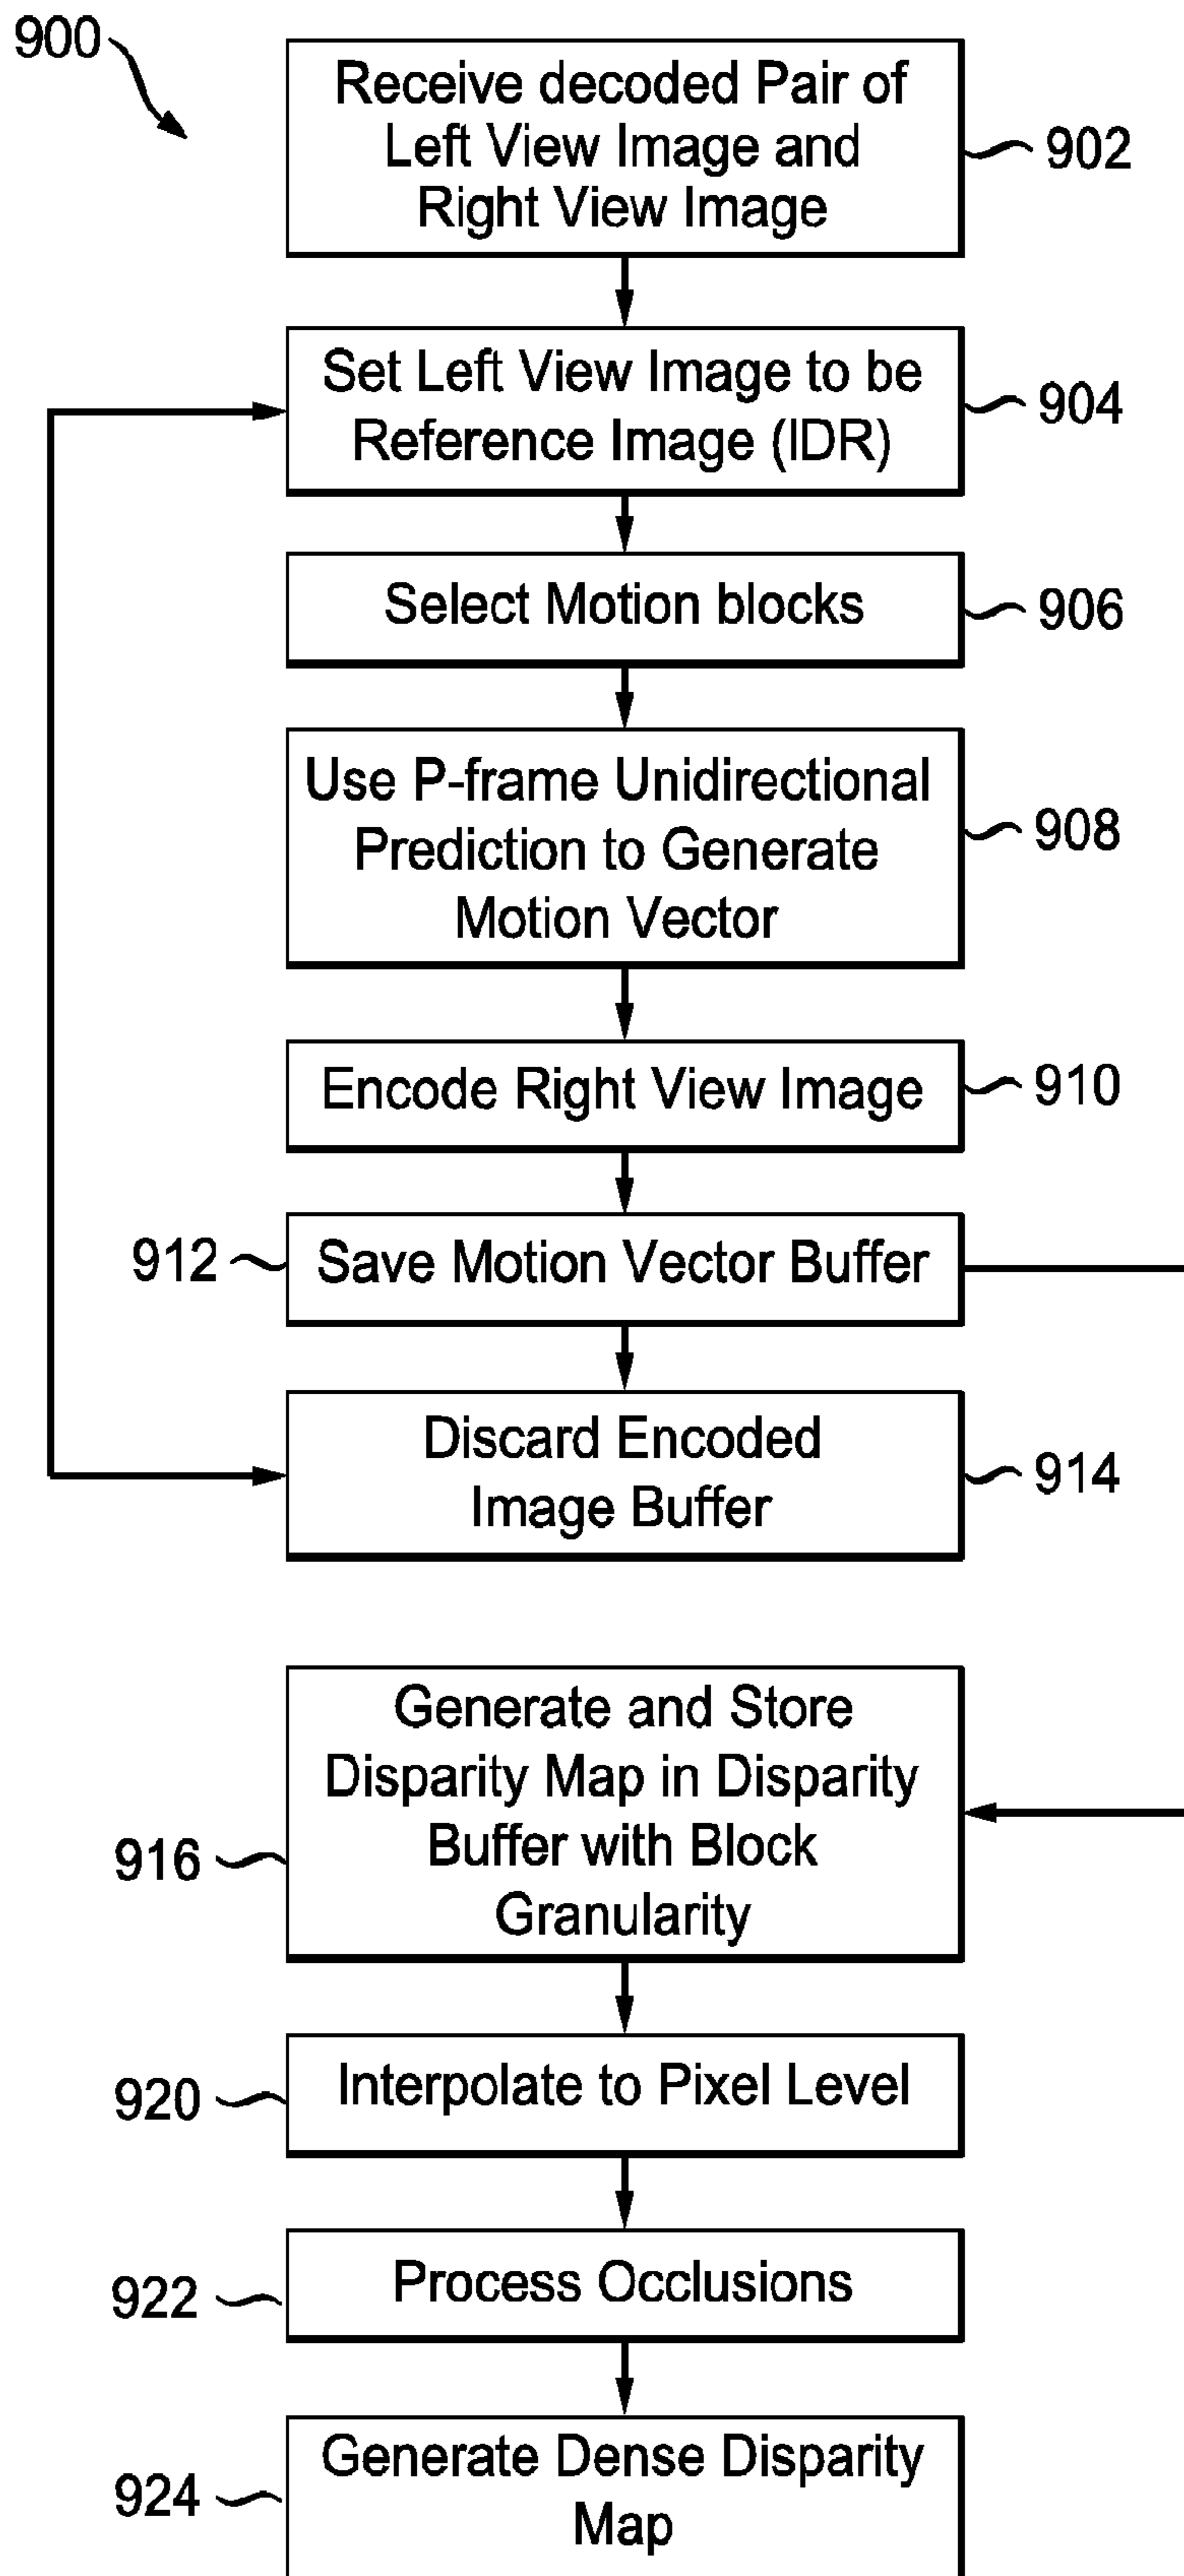 900
Receive decoded Pair of
Left View Image and
Right View Image
902
Set Left View Image to be
Reference Image (IDR)
904
Select Motion blocks
906
Use P-frame Unidirectional
Prediction to Generate
Motion Vector
908
Encode Right View Image
910
912
Save Motion Vector Buffer
Discard Encoded
Image Buffer
914
Generate and Store
Disparity Map in Disparity
Buffer with Block
Granularity
916
Interpolate to Pixel Level
920
Process Occlusions
922
Generate Dense Disparity
Map
924